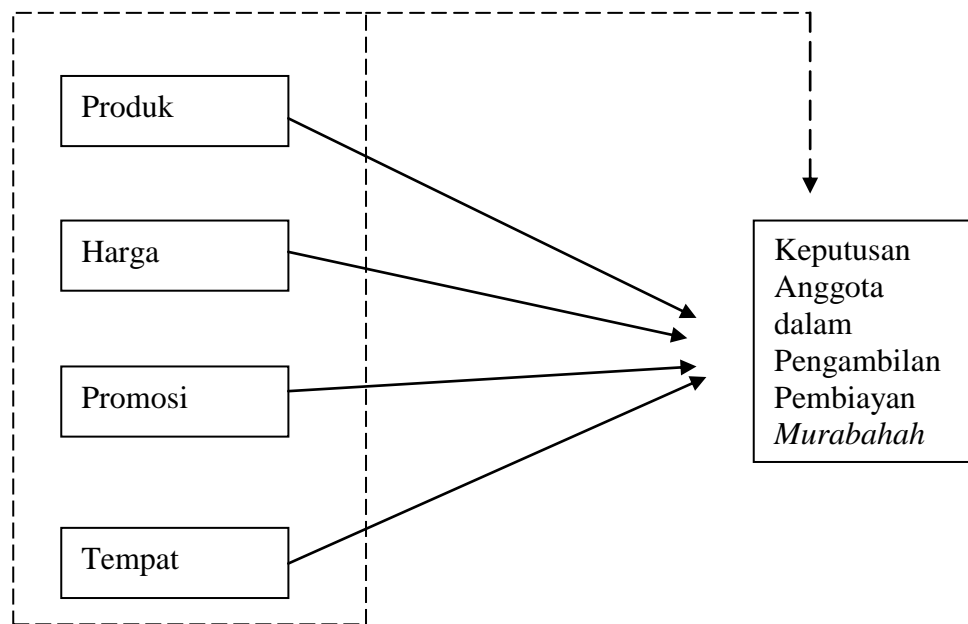 Produk
Harga
Promosi
Tempat
Keputusan
Anggota
dalam
Pengambilan
Pembiayan
Murabahah